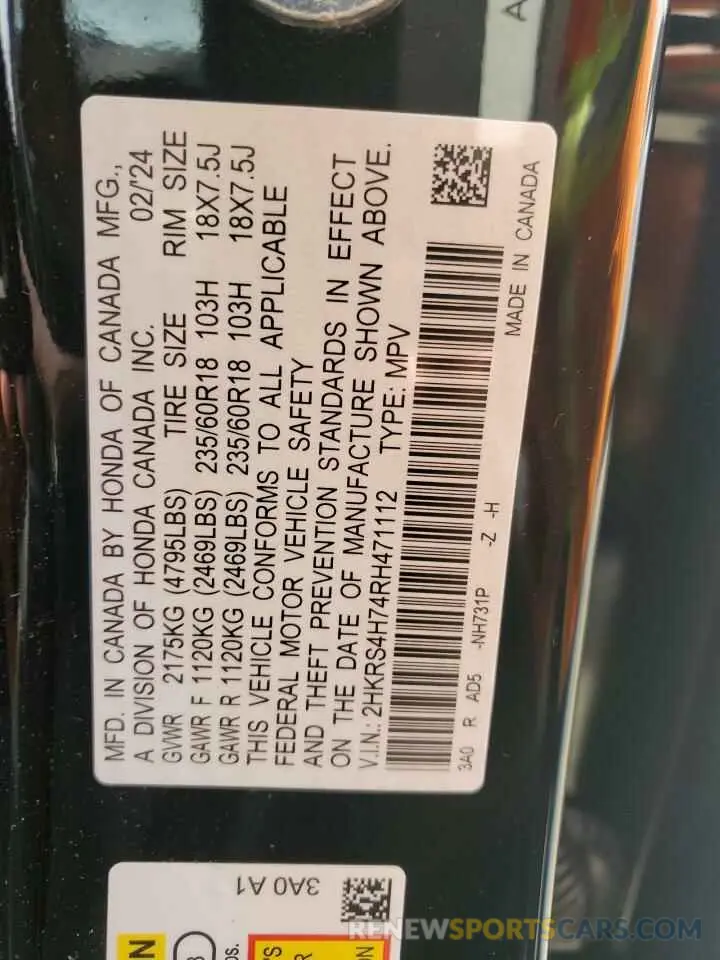 MFD. IN CANADA BY HONDA OF CANADA MFG.,
A DIVISION OF HONDA CANADA INC. 02/'24
GVWR 2175KG (4795LBS) TIRE SIZE RIM SIZE
GAWR F 1120KG (2469LBS) 235/60R18 103H 18X7.5J
GAWR R 1120KG (2469LBS) 235/60R18 103H 18X7.5J
THIS VEHICLE CONFORMS TO ALL APPLICABLE
FEDERAL MOTOR VEHICLE SAFETY
AND THEFT PREVENTION STANDARDS IN EFFECT
ON THE DATE OF MANUFACTURE SHOWN ABOVE.
V.I.N.: 2HKRS4H74RH471112 TYPE: MPV
3A0 R AD5 -NH731P -Z -H
MADE IN CANADA
3A0 A1
RENEWSPORTSCARS.COM